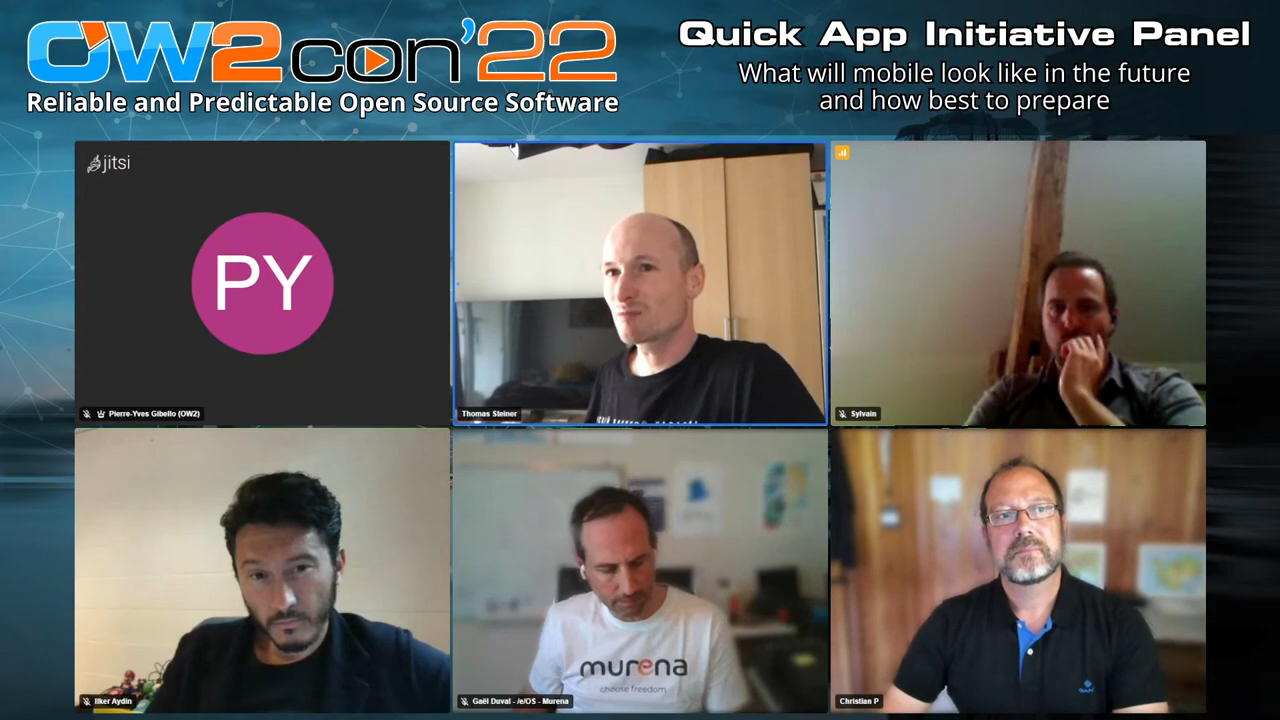 OW2con'22
Reliable and Predictable Open Source Software
Quick App Initiative Panel
What will mobile look like in the future
and how best to prepare
jitsi
PY
Pierre-Yves Gibello (OW2)
Thomas Steiner
Sylvain
murena
choose freedom
Ilker Aydin
Gaël Duval - /e/OS - Murena
Christian P